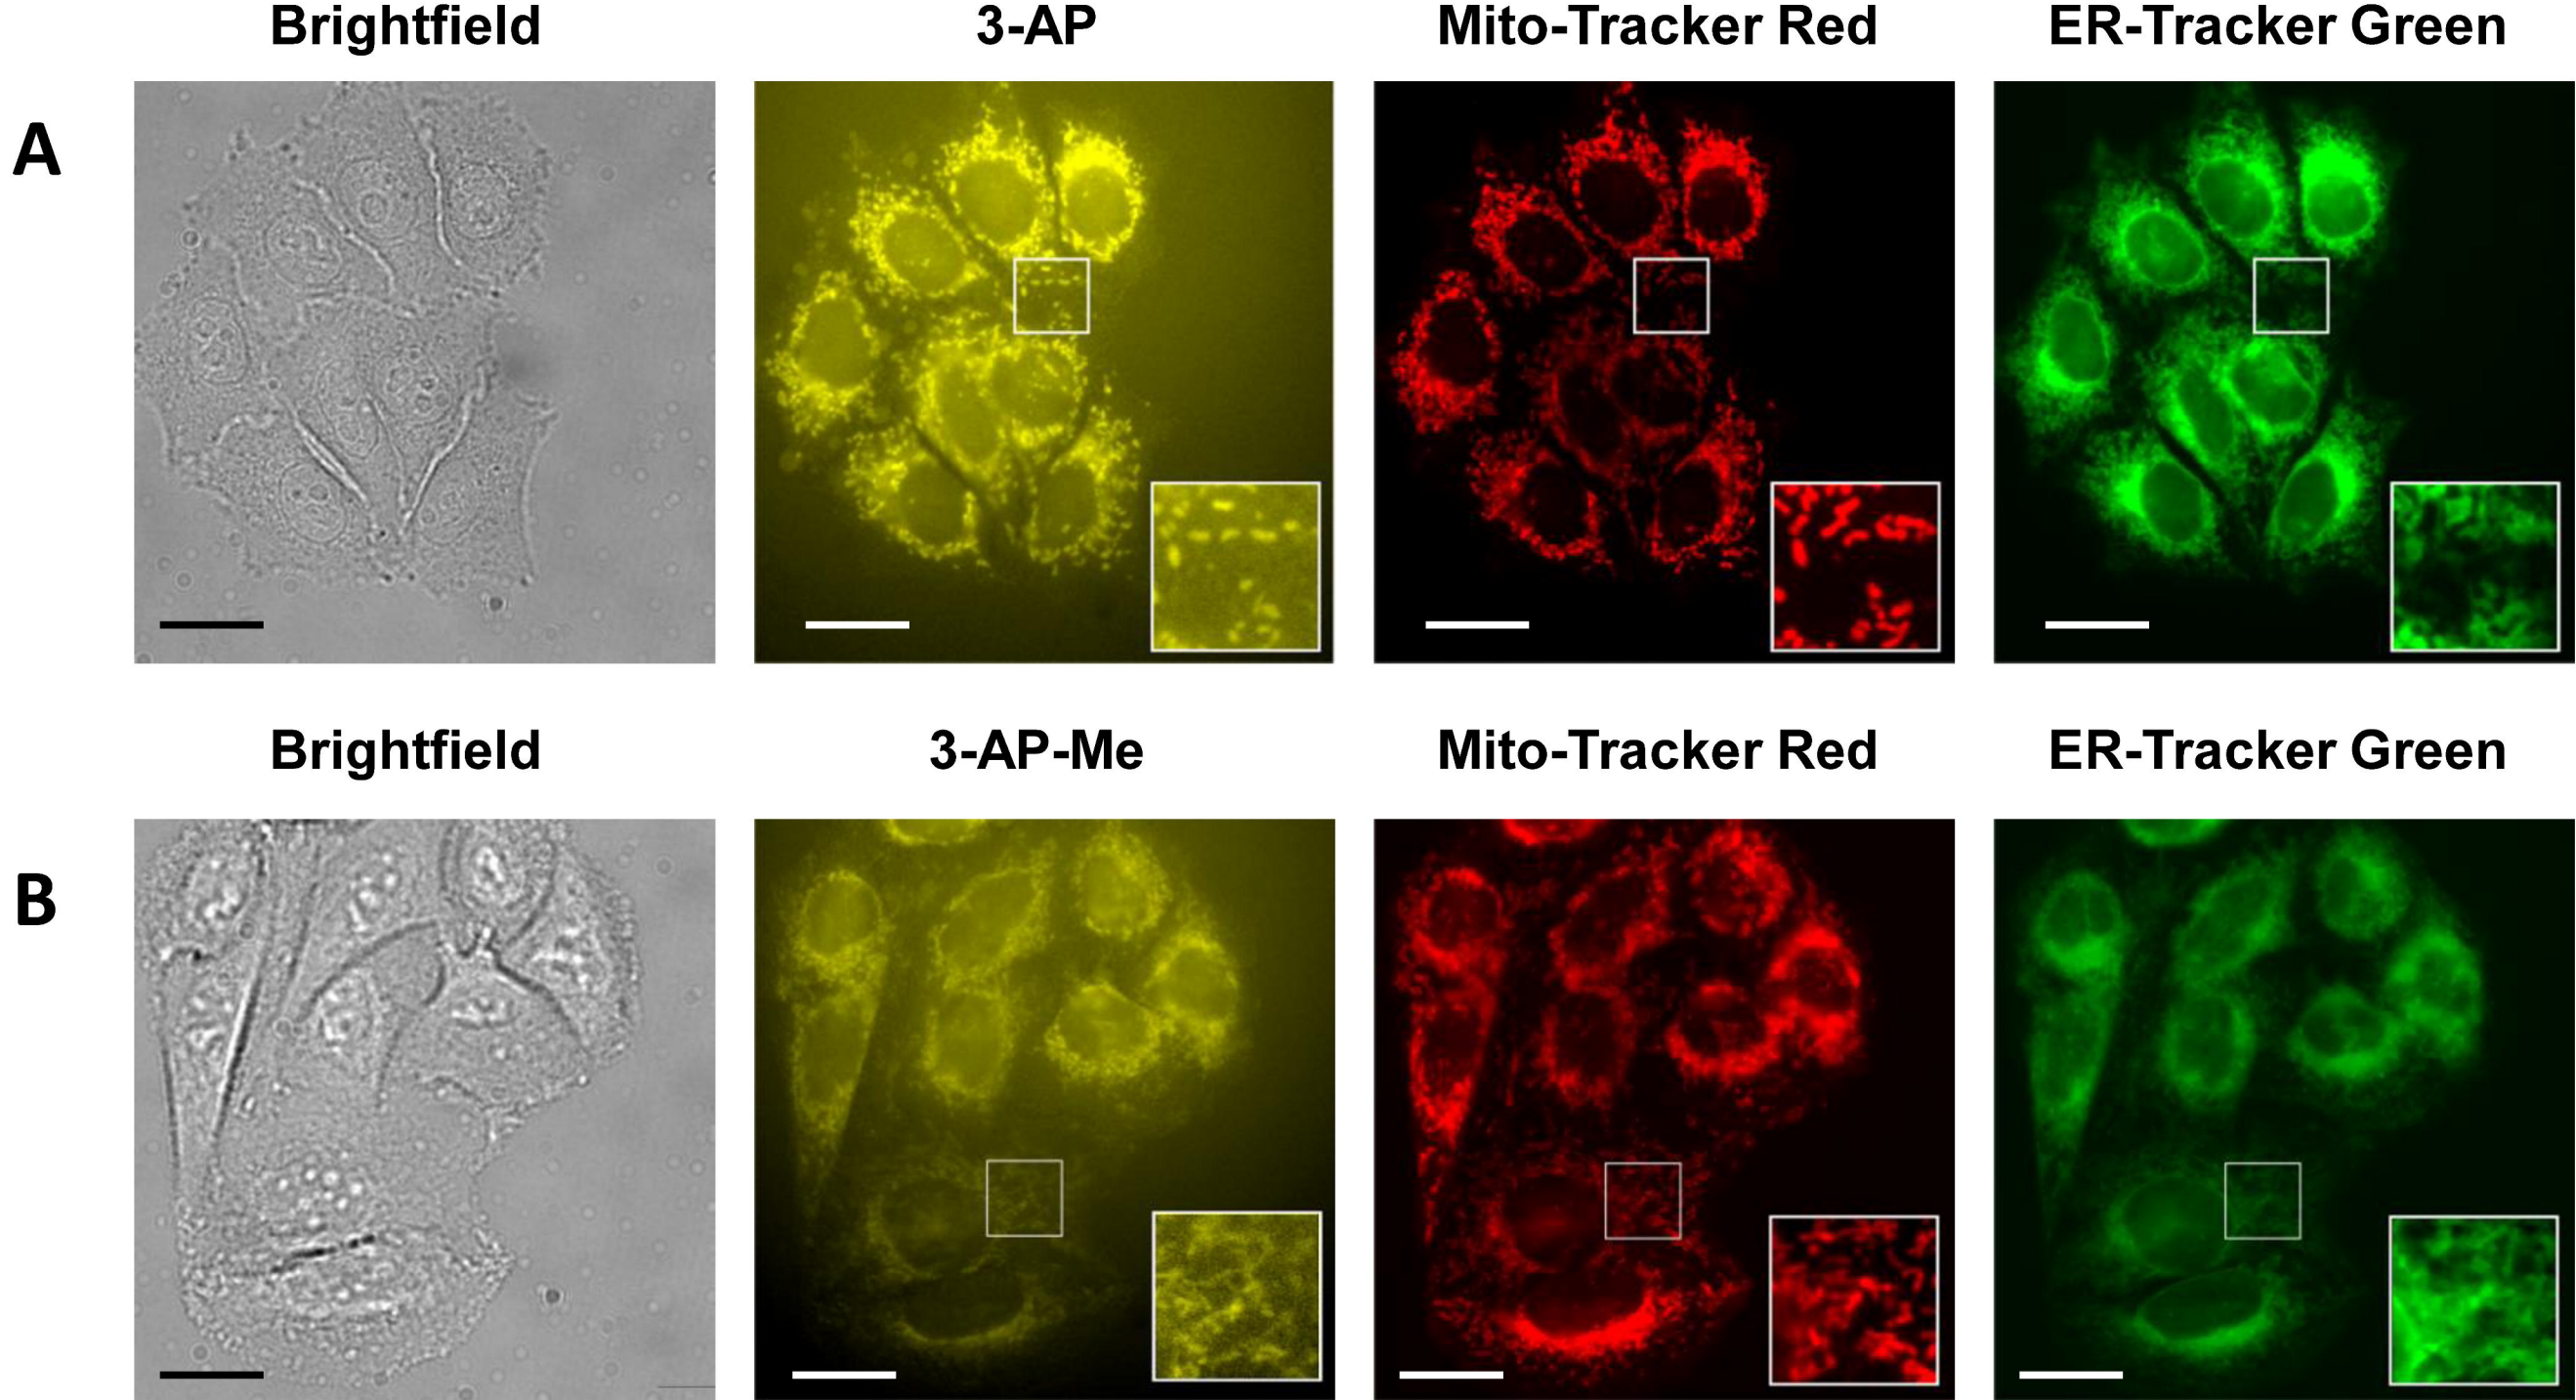 Brightfield 3-AP Mito-Tracker Red ER-Tracker Green
A
Brightfield 3-AP-Me Mito-Tracker Red ER-Tracker Green
B